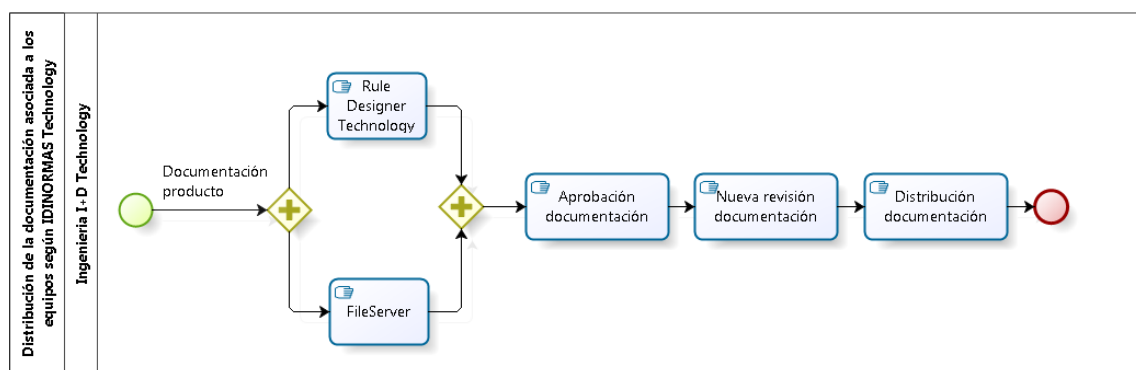 Distribución de la documentación asociada a los
equipos según IDINORMAS Technology
Ingenieria I+D Technology
Documentación
producto
Rule
Designer
Technology
FileServer
Aprobación
documentación
Nueva revisión
documentación
Distribución
documentación